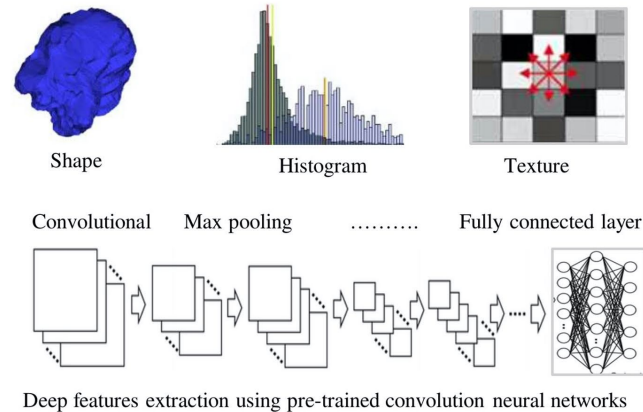 Shape
Histogram
Texture
Convolutional Max pooling ………. Fully connected layer
Deep features extraction using pre-trained convolution neural networks